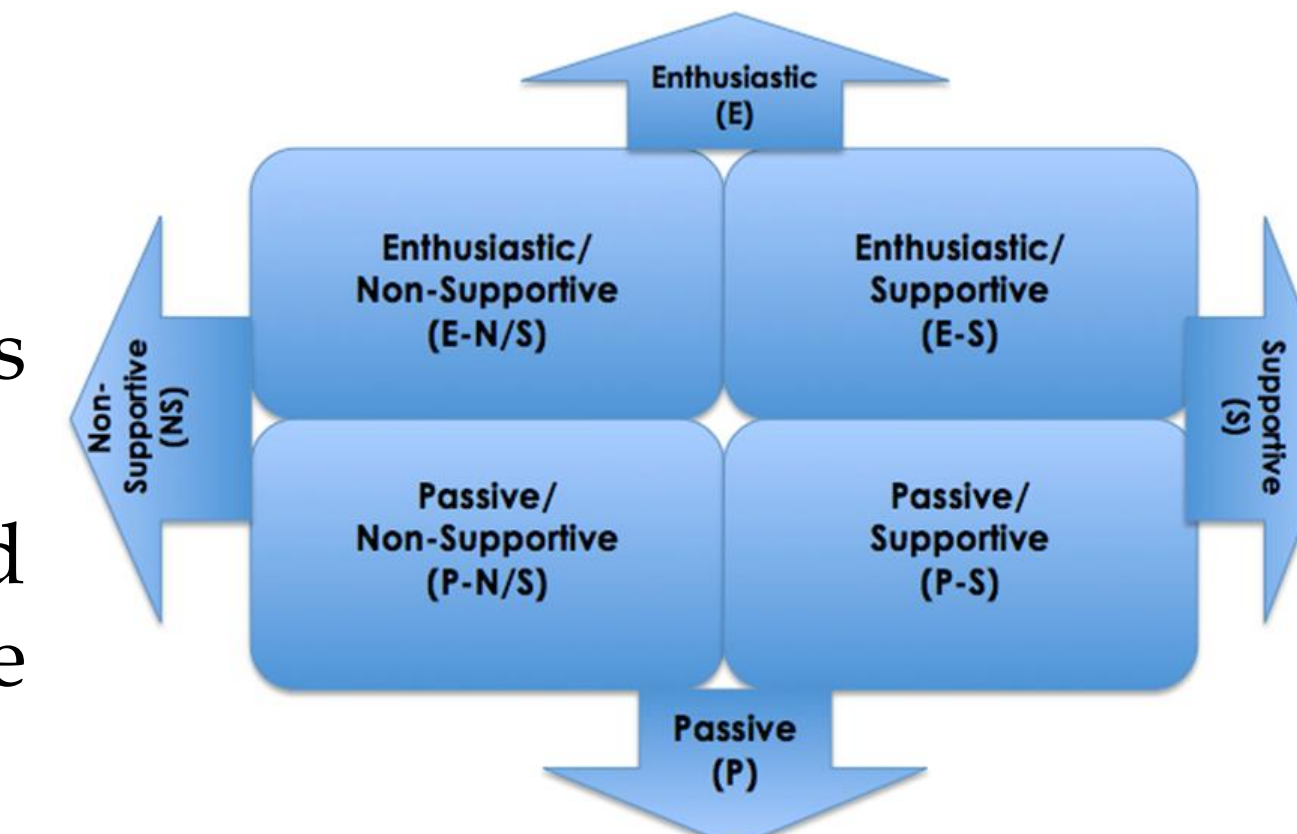 Enthusiastic
(E)
Enthusiastic/
Non-Supportive
(E-N/S)
Enthusiastic/
Supportive
(E-S)
s
Non-
Supportive
(NS)
Supportive
(S)
Passive/
Non-Supportive
(P-N/S)
Passive/
Supportive
(P-S)
d
e
Passive
(P)